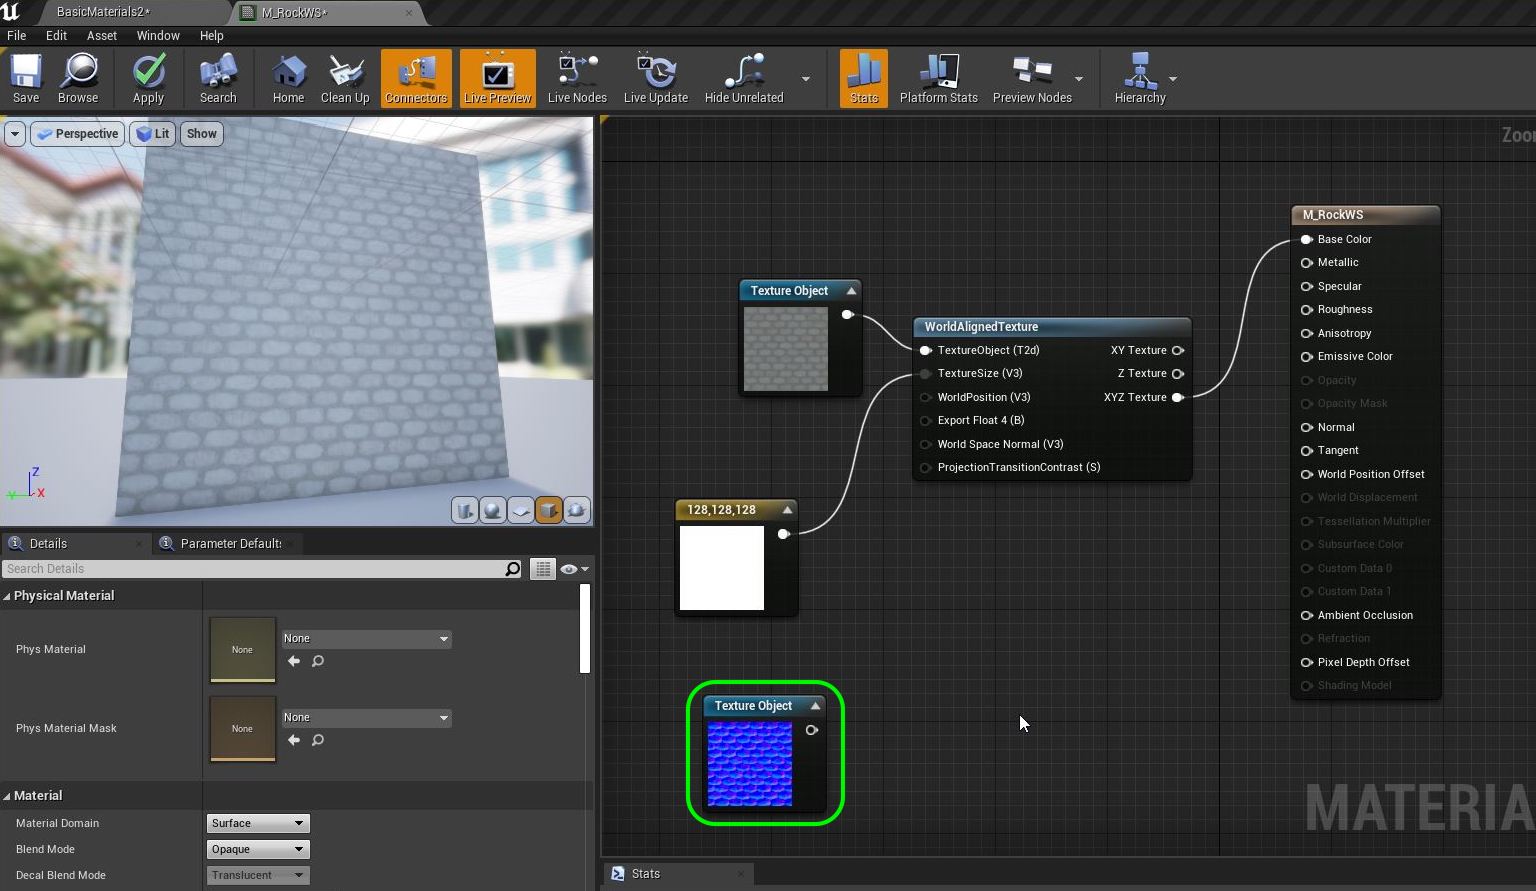 BasicMaterials2*
M_RockWS*
File Edit Asset Window Help
Save Browse Apply Search Home Clean Up Connectors Live Preview Live Nodes Live Update Hide Unrelated Stats Platform Stats Preview Nodes Hierarchy
Perspective Lit Show
Zoo
Z
Y X
Details
Parameter Default
Search Details
Physical Material
Phys Material
None
None
Phys Material Mask
None
None
Material
Material Domain
Surface
Blend Mode
Opaque
Decal Blend Mode
Translucent
Texture Object
WorldAlignedTexture
TextureObject (T2d) XY Texture
TextureSize (V3) Z Texture
WorldPosition (V3) XYZ Texture
Export Float 4 (B)
World Space Normal (V3)
ProjectionTransitionContrast (S)
128,128,128
Texture Object
M_RockWS
Base Color
Metallic
Specular
Roughness
Anisotropy
Emissive Color
Opacity
Opacity Mask
Normal
Tangent
World Position Offset
World Displacement
Tessellation Multiplier
Subsurface Color
Custom Data 0
Custom Data 1
Ambient Occlusion
Refraction
Pixel Depth Offset
Shading Model
MATERIA
Stats